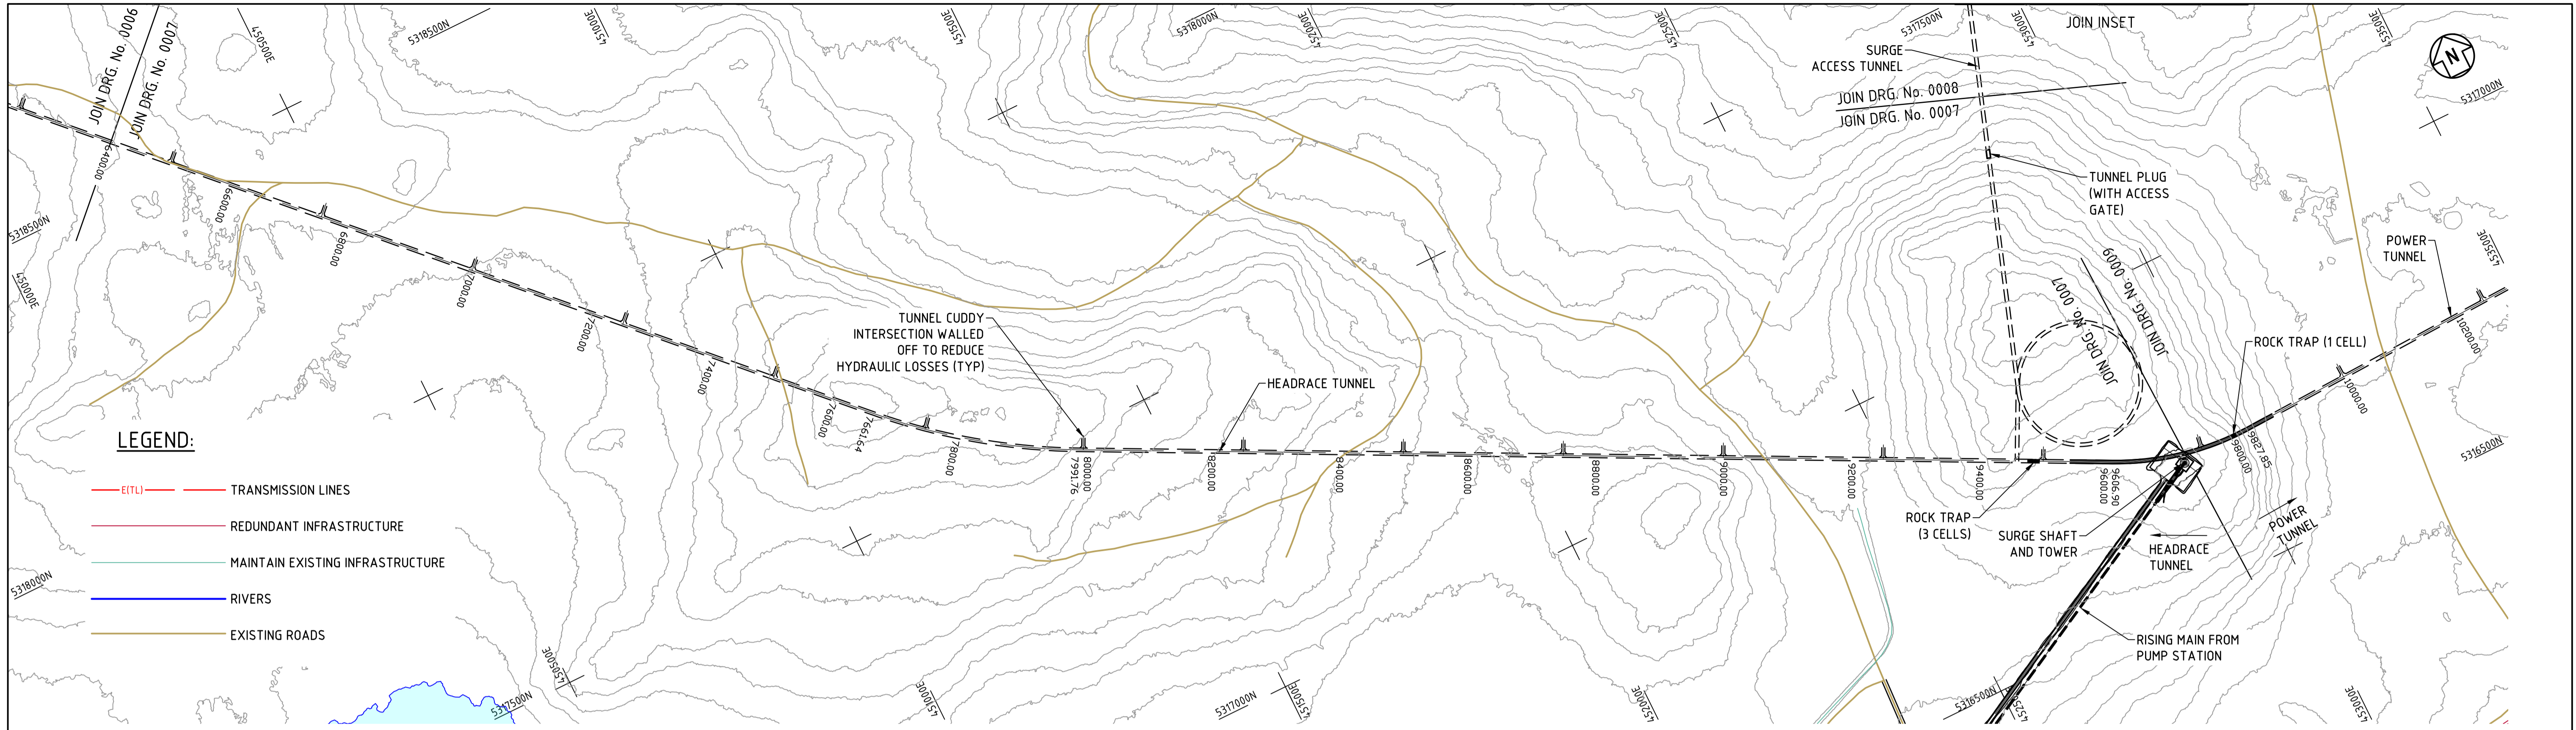 JOIN DRG. No. 0006
JOIN DRG. No. 0007
450500E
5318500N
451000E
451500E
5318000N
452000E
452500E
5317500N
453000E
JOIN INSET
453500E
N
5317000N
SURGE
ACCESS TUNNEL
JOIN DRG. No. 0008
JOIN DRG. No. 0007
TUNNEL PLUG
(WITH ACCESS
GATE)
POWER
TUNNEL
453500E
5318500N
450000E
JOIN DRG. No. 0007
JOIN DRG. No. 0009
6400.00
6600.00
6800.00
7000.00
7200.00
7400.00
7600.00
7661.64
7800.00
7991.76
8000.00
8200.00
8400.00
8600.00
8800.00
9000.00
9200.00
9400.00
9600.00
9606.90
9800.00
9827.85
10000.00
10200.00
TUNNEL CUDDY
INTERSECTION WALLED
OFF TO REDUCE
HYDRAULIC LOSSES (TYP)
HEADRACE TUNNEL
ROCK TRAP (1 CELL)
5316500N
ROCK TRAP
(3 CELLS)
SURGE SHAFT
AND TOWER
HEADRACE
TUNNEL
POWER
TUNNEL
RISING MAIN FROM
PUMP STATION
LEGEND:
E(TL)
TRANSMISSION LINES
REDUNDANT INFRASTRUCTURE
MAINTAIN EXISTING INFRASTRUCTURE
RIVERS
EXISTING ROADS
5318000N
450500E
5317500N
451000E
5317000N
451500E
452000E
5316500N
453000E